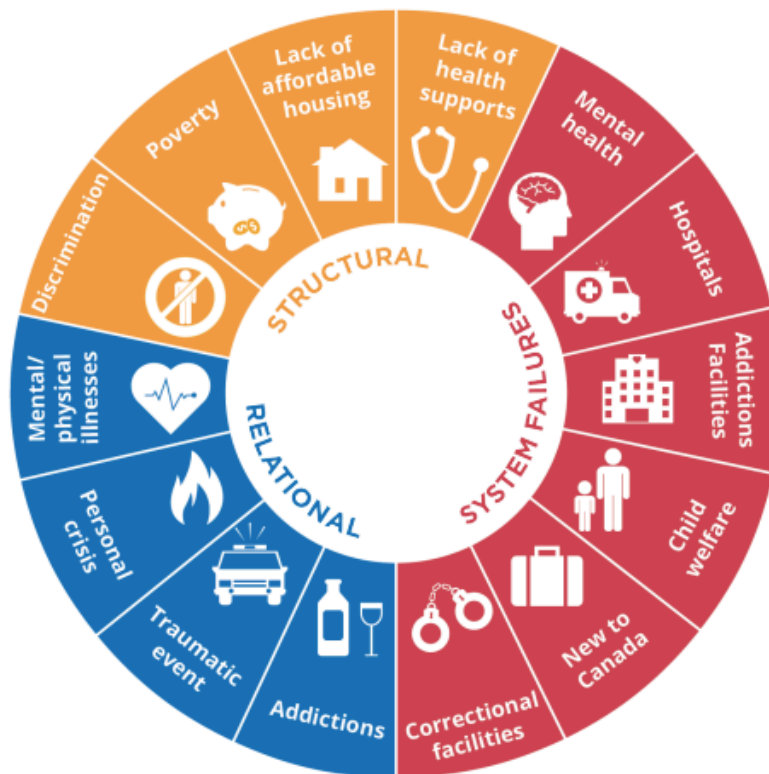 Lack of
affordable
housing
Lack of
health
supports
Mental
health
Hospitals
Addictions
Facilities
Child
welfare
New to
Canada
Correctional
facilities
Addictions
Traumatic
event
Personal
crisis
Mental/
physical
illnesses
Discrimination
Poverty
STRUCTURAL
SYSTEM FAILURES
RELATIONAL